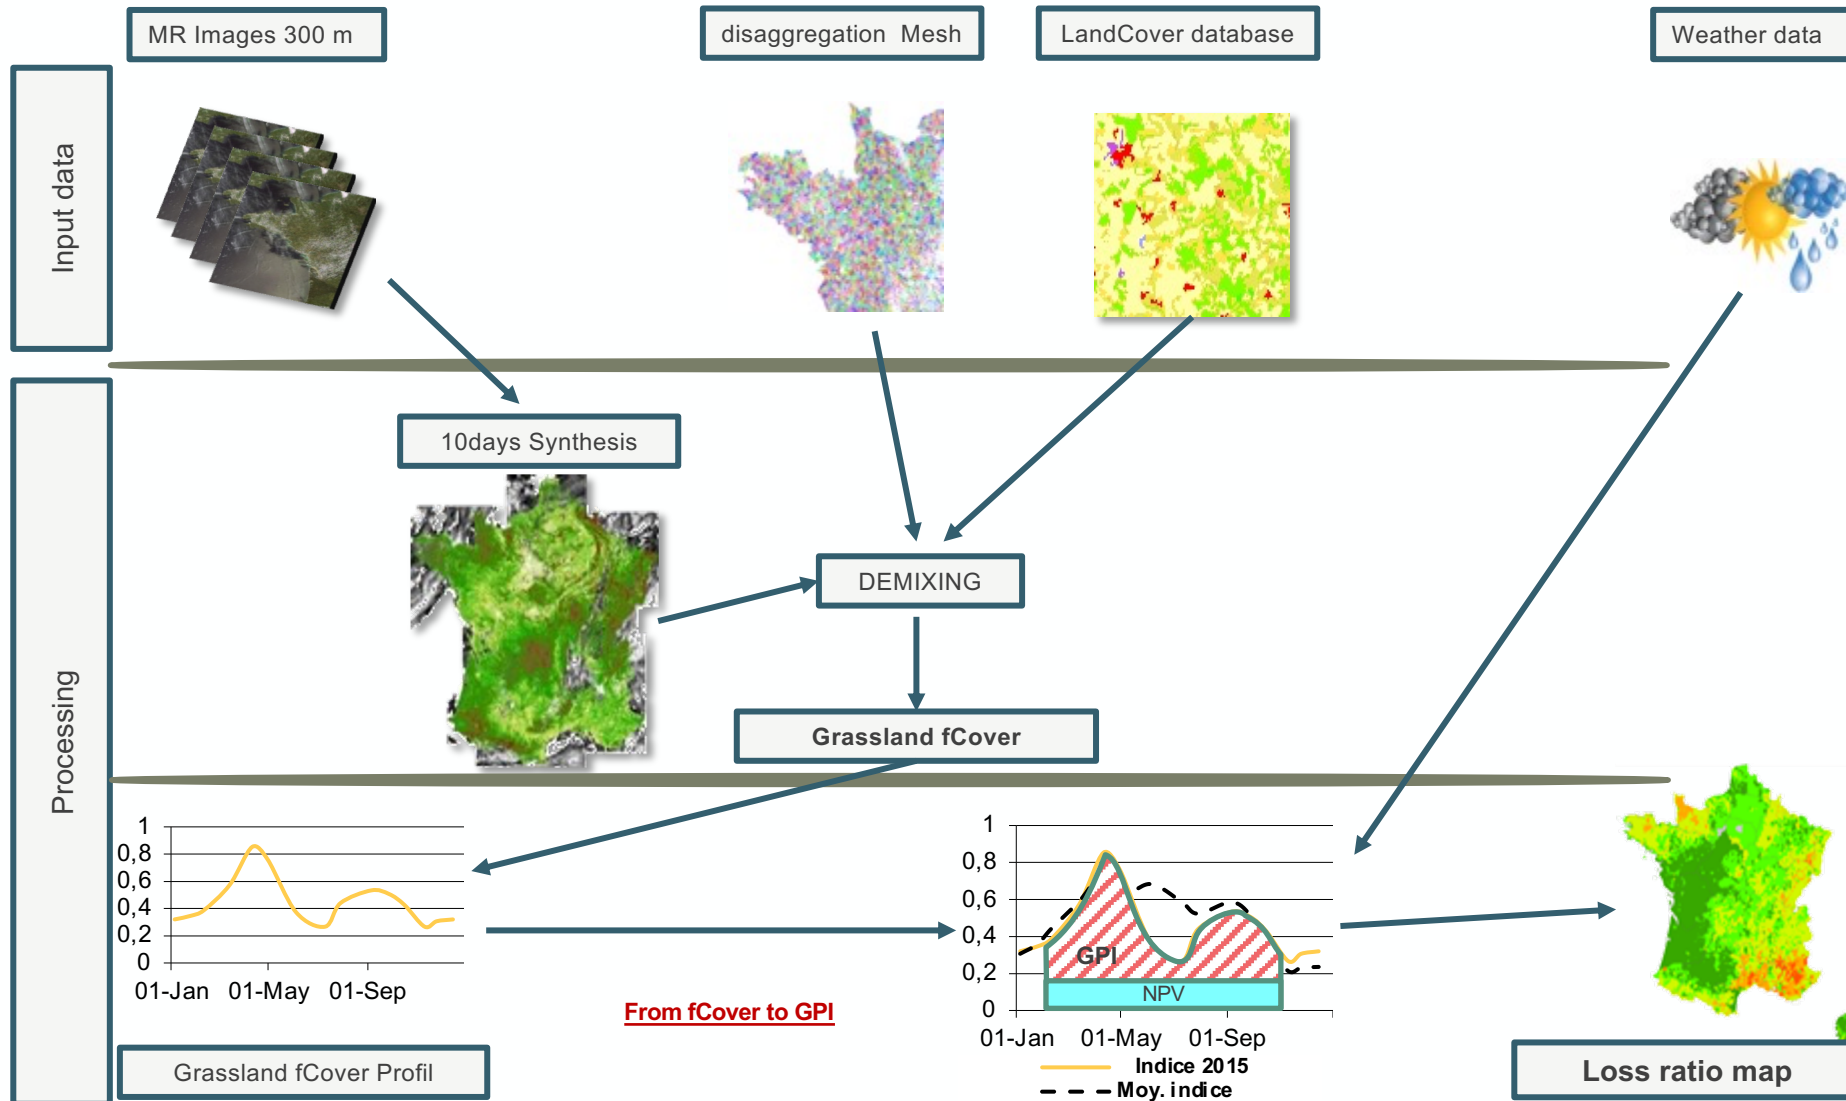 MR Images 300 m
disaggregation Mesh
LandCover database
Weather data
Input data
10days Synthesis
DEMIXING
Grassland fCover
Processing
1
0,8
0,6
0,4
0,2
0
01-Jan 01-May 01-Sep
Grassland fCover Profil
From fCover to GPI
1
0,8
0,6
0,4
0,2
0
GPI
NPV
01-Jan 01-May 01-Sep
Indice 2015
Moy. indice
Loss ratio map